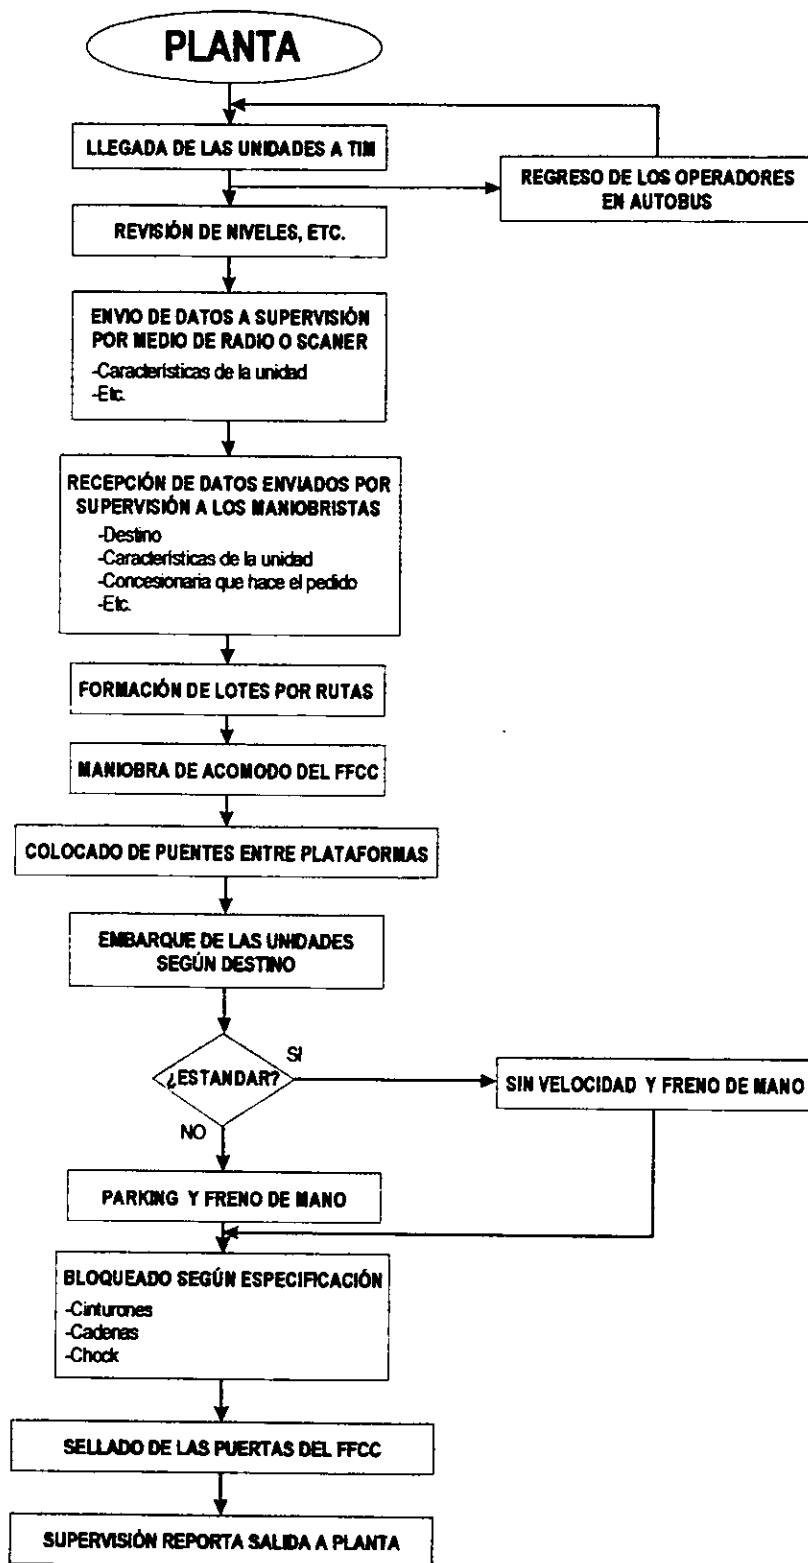 PLANTA
LLEGADA DE LAS UNIDADES A TIM
REGRESO DE LOS OPERADORES
EN AUTOBUS
REVISIÓN DE NIVELES, ETC.
ENVIO DE DATOS A SUPERVISIÓN
POR MEDIO DE RADIO O SCANER
-Características de la unidad
-Etc.
RECEPCIÓN DE DATOS ENVIADOS POR
SUPERVISIÓN A LOS MANIOBRISTAS
-Destino
-Características de la unidad
-Concesionaria que hace el pedido
-Etc.
FORMACIÓN DE LOTES POR RUTAS
MANIOBRA DE ACOMODO DEL FFCC
COLOCADO DE PUENTES ENTRE PLATAFORMAS
EMBARQUE DE LAS UNIDADES
SEGÚN DESTINO
¿ESTANDAR?
SI
SIN VELOCIDAD Y FRENO DE MANO
NO
PARKING Y FRENO DE MANO
BLOQUEADO SEGÚN ESPECIFICACIÓN
-Cinturones
-Cadenas
-Chock
SELLADO DE LAS PUERTAS DEL FFCC
SUPERVISIÓN REPORTA SALIDA A PLANTA